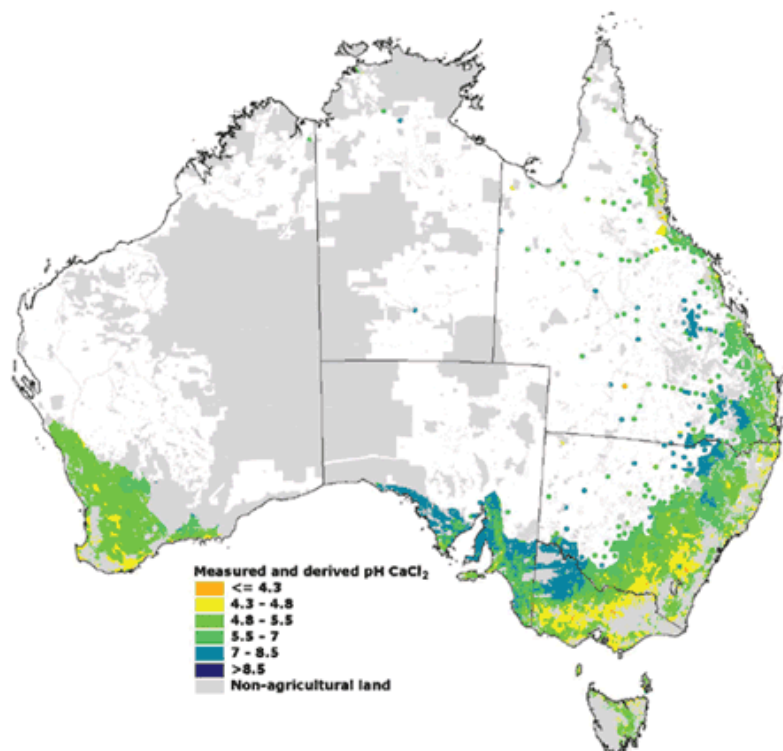 Measured and derived pH CaCl₂
<= 4.3
4.3 - 4.8
4.8 - 5.5
5.5 - 7
7 - 8.5
>8.5
Non-agricultural land